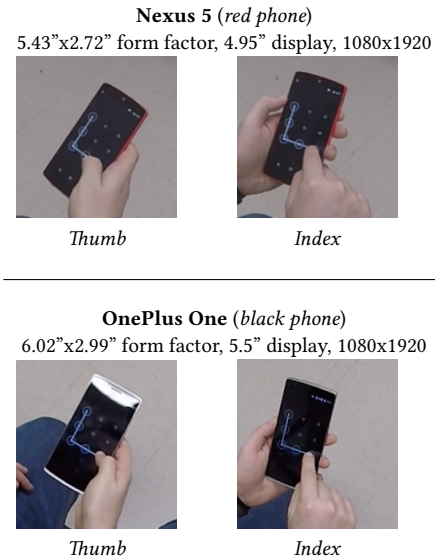 Nexus 5 (red phone)
5.43”x2.72” form factor, 4.95” display, 1080x1920
Thumb
Index
OnePlus One (black phone)
6.02”x2.99” form factor, 5.5” display, 1080x1920
Thumb
Index